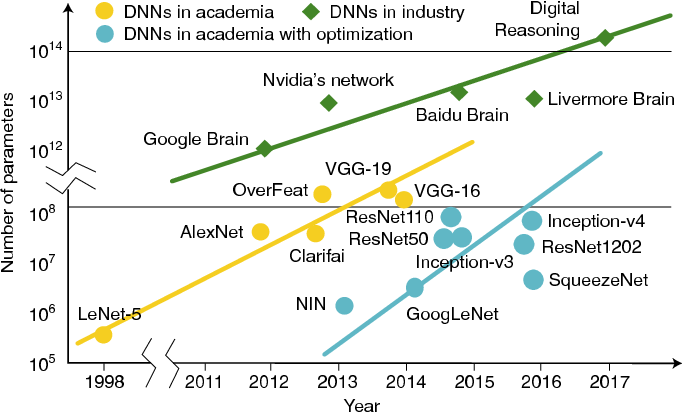 DNNs in academia
DNNs in industry
DNNs in academia with optimization
Digital
Reasoning
10^14
Nvidia's network
10^13
Livermore Brain
Baidu Brain
Google Brain
10^12
VGG-19
OverFeat
VGG-16
10^8
ResNet110
Inception-v4
AlexNet
ResNet50
ResNet1202
Clarifai
Inception-v3
10^7
SqueezeNet
NIN
GoogLeNet
10^6
LeNet-5
10^5
Number of parameters
1998
2011
2012
2013
2014
2015
2016
2017
Year